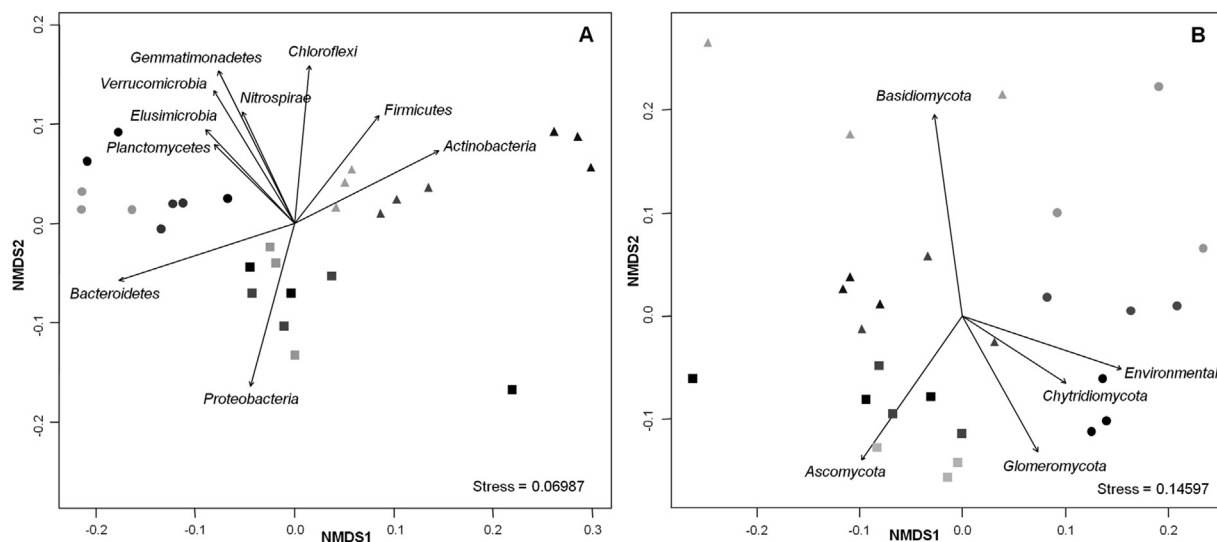 A
0.2
0.1
0.0
-0.1
-0.2
NMDS2
Gemmatimonadetes
Chloroflexi
Verrucomicrobia
Nitrospirae
Elusimicrobia
Firmicutes
Planctomycetes
Actinobacteria
Bacteroidetes
Proteobacteria
Stress = 0.06987
-0.2
-0.1
0.0
0.1
0.2
0.3
NMDS1
B
0.2
0.1
0.0
-0.1
NMDS2
Basidiomycota
Environmental
Chytridiomycota
Ascomycota
Glomeromycota
Stress = 0.14597
-0.2
-0.1
0.0
0.1
0.2
NMDS1